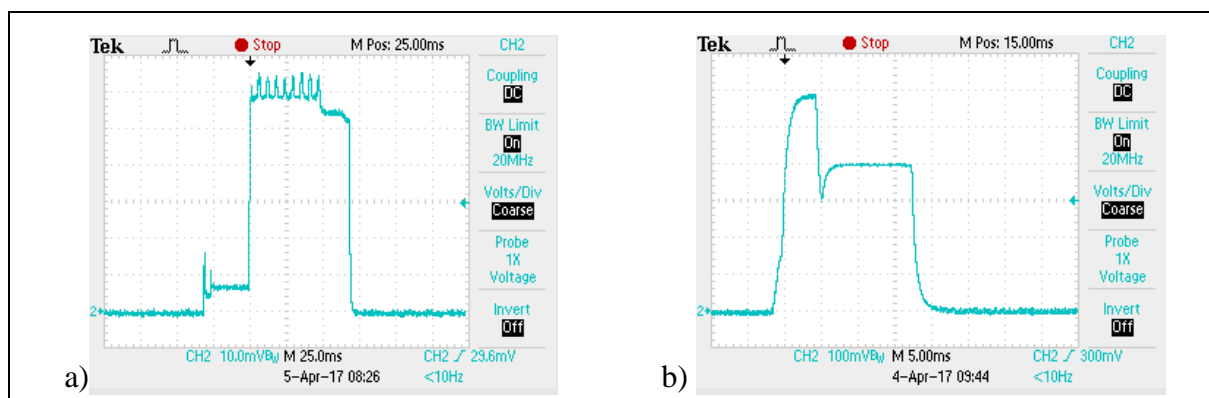 Tek Stop M Pos: 25.00ms CH2
Coupling
DC
BW Limit
On
20MHz
Volts/Div
Coarse
Probe
1X
Voltage
Invert
Off
2
CH2 10.0mVBW M 25.0ms CH2 29.6mV
5-Apr-17 08:26 <10Hz
a)
Tek Stop M Pos: 15.00ms CH2
Coupling
DC
BW Limit
On
20MHz
Volts/Div
Coarse
Probe
1X
Voltage
Invert
Off
2
CH2 100mVBW M 5.00ms CH2 300mV
4-Apr-17 09:44 <10Hz
b)